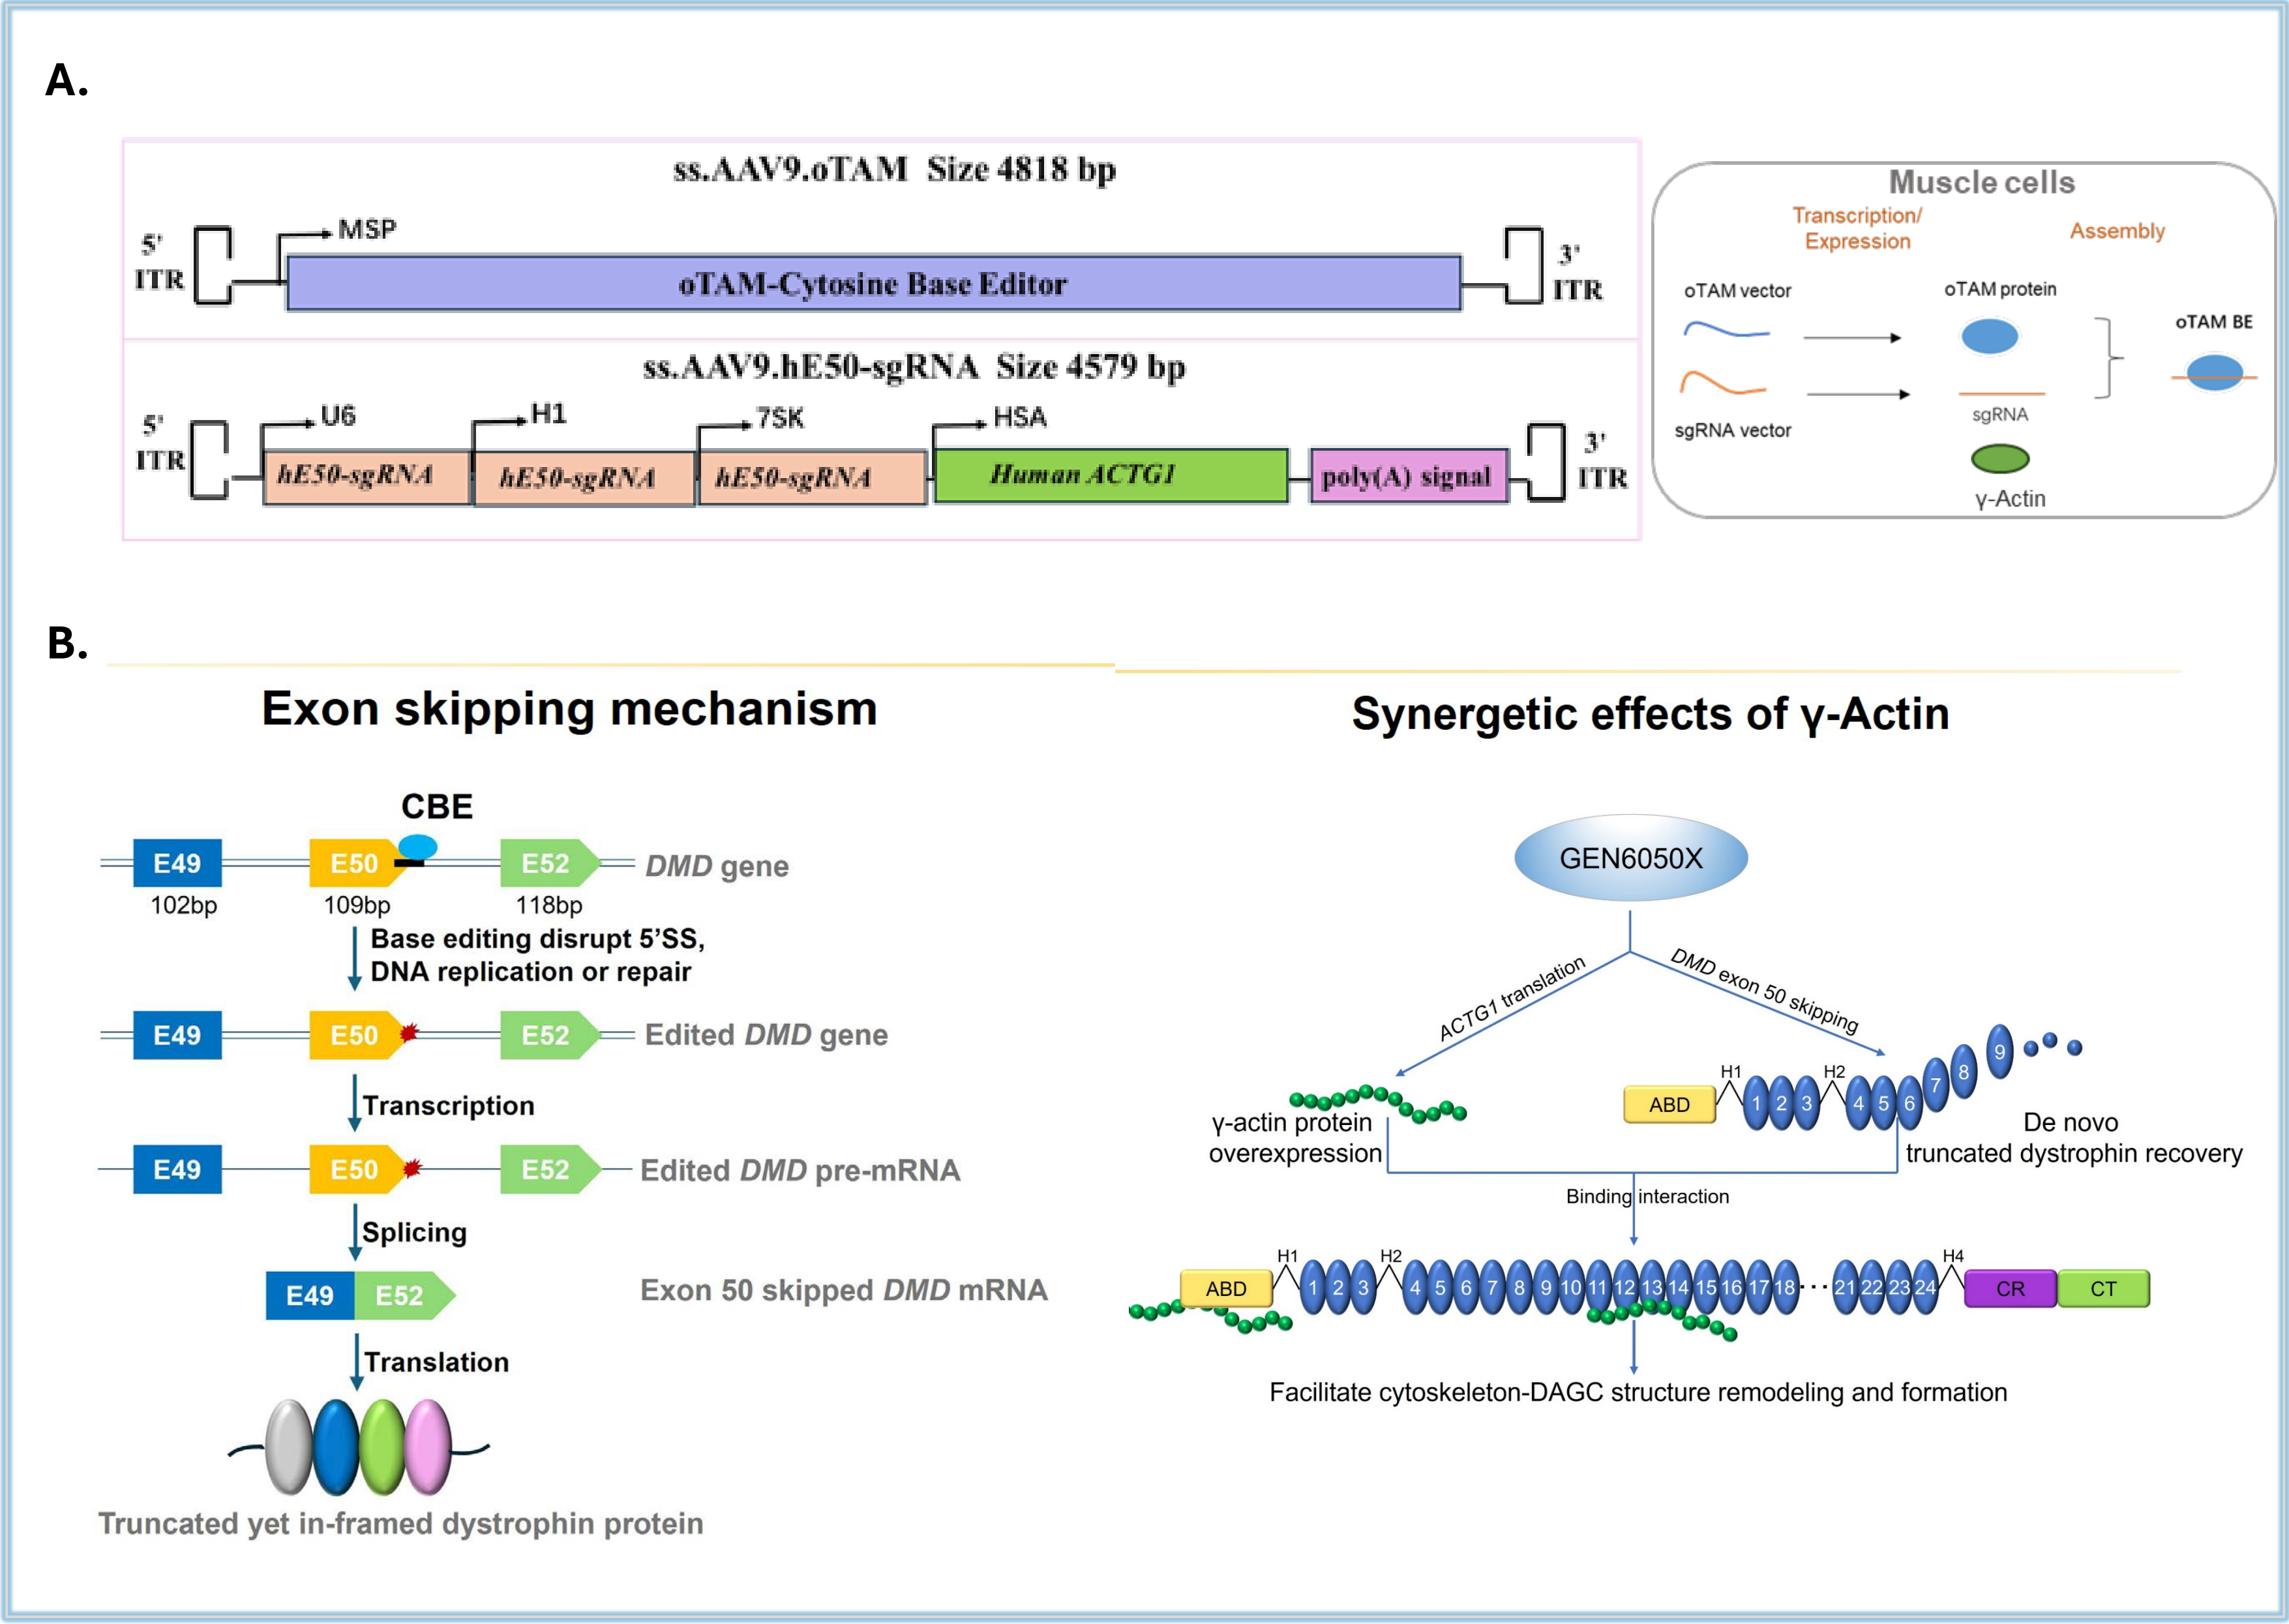 A.
ss.AAV9.oTAM Size 4818 bp
5'
ITR
MSP
oTAM-Cytosine Base Editor
3'
ITR
ss.AAV9.hE50-sgRNA Size 4579 bp
5'
ITR
U6
H1
7SK
HSA
hE50-sgRNA
hE50-sgRNA
hE50-sgRNA
Human ACTG1
poly(A) signal
3'
ITR
Muscle cells
Transcription/
Expression
Assembly
oTAM vector
oTAM protein
oTAM BE
sgRNA vector
sgRNA
γ-Actin
B.
Exon skipping mechanism
CBE
E49
E50
E52
DMD gene
102bp
109bp
118bp
Base editing disrupt 5'SS,
DNA replication or repair
E49
E50
E52
Edited DMD gene
Transcription
E49
E50
E52
Edited DMD pre-mRNA
Splicing
E49
E52
Exon 50 skipped DMD mRNA
Translation
Truncated yet in-framed dystrophin protein
Synergetic effects of γ-Actin
GEN6050X
ACTG1 translation
DMD exon 50 skipping
γ-actin protein
overexpression
ABD
H1
1 2 3
H2
4 5 6 7 8 9
De novo
truncated dystrophin recovery
Binding interaction
ABD
H1
1 2 3
H2
4 5 6 7 8 9 10 11 12 13 14 15 16 17 18 ··· 21 22 23 24
H4
CR
CT
Facilitate cytoskeleton-DAGC structure remodeling and formation